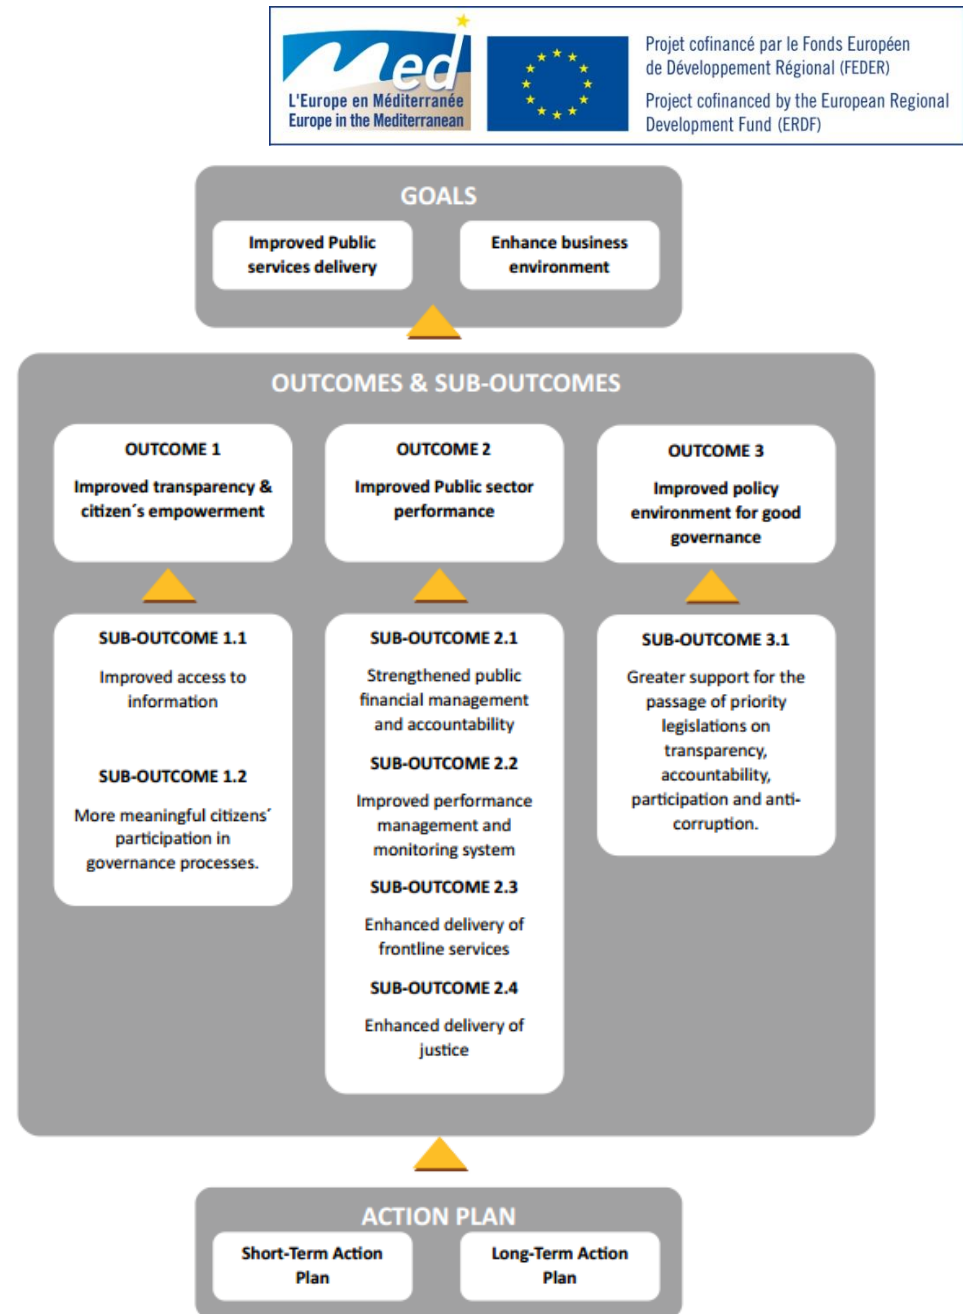 Med
L'Europe en Méditerranée
Europe in the Mediterranean
Projet cofinancé par le Fonds Européen
de Développement Régional (FEDER)
Project cofinanced by the European Regional
Development Fund (ERDF)
GOALS
Improved Public
services delivery
Enhance business
environment
OUTCOMES & SUB-OUTCOMES
OUTCOME 1
Improved transparency &
citizen´s empowerment
OUTCOME 2
Improved Public sector
performance
OUTCOME 3
Improved policy
environment for good
governance
SUB-OUTCOME 1.1
Improved access to
information
SUB-OUTCOME 1.2
More meaningful citizens´
participation in
governance processes.
SUB-OUTCOME 2.1
Strengthened public
financial management
and accountability
SUB-OUTCOME 2.2
Improved performance
management and
monitoring system
SUB-OUTCOME 2.3
Enhanced delivery of
frontline services
SUB-OUTCOME 2.4
Enhanced delivery of
justice
SUB-OUTCOME 3.1
Greater support for the
passage of priority
legislations on
transparency,
accountability,
participation and anti-
corruption.
ACTION PLAN
Short-Term Action
Plan
Long-Term Action
Plan